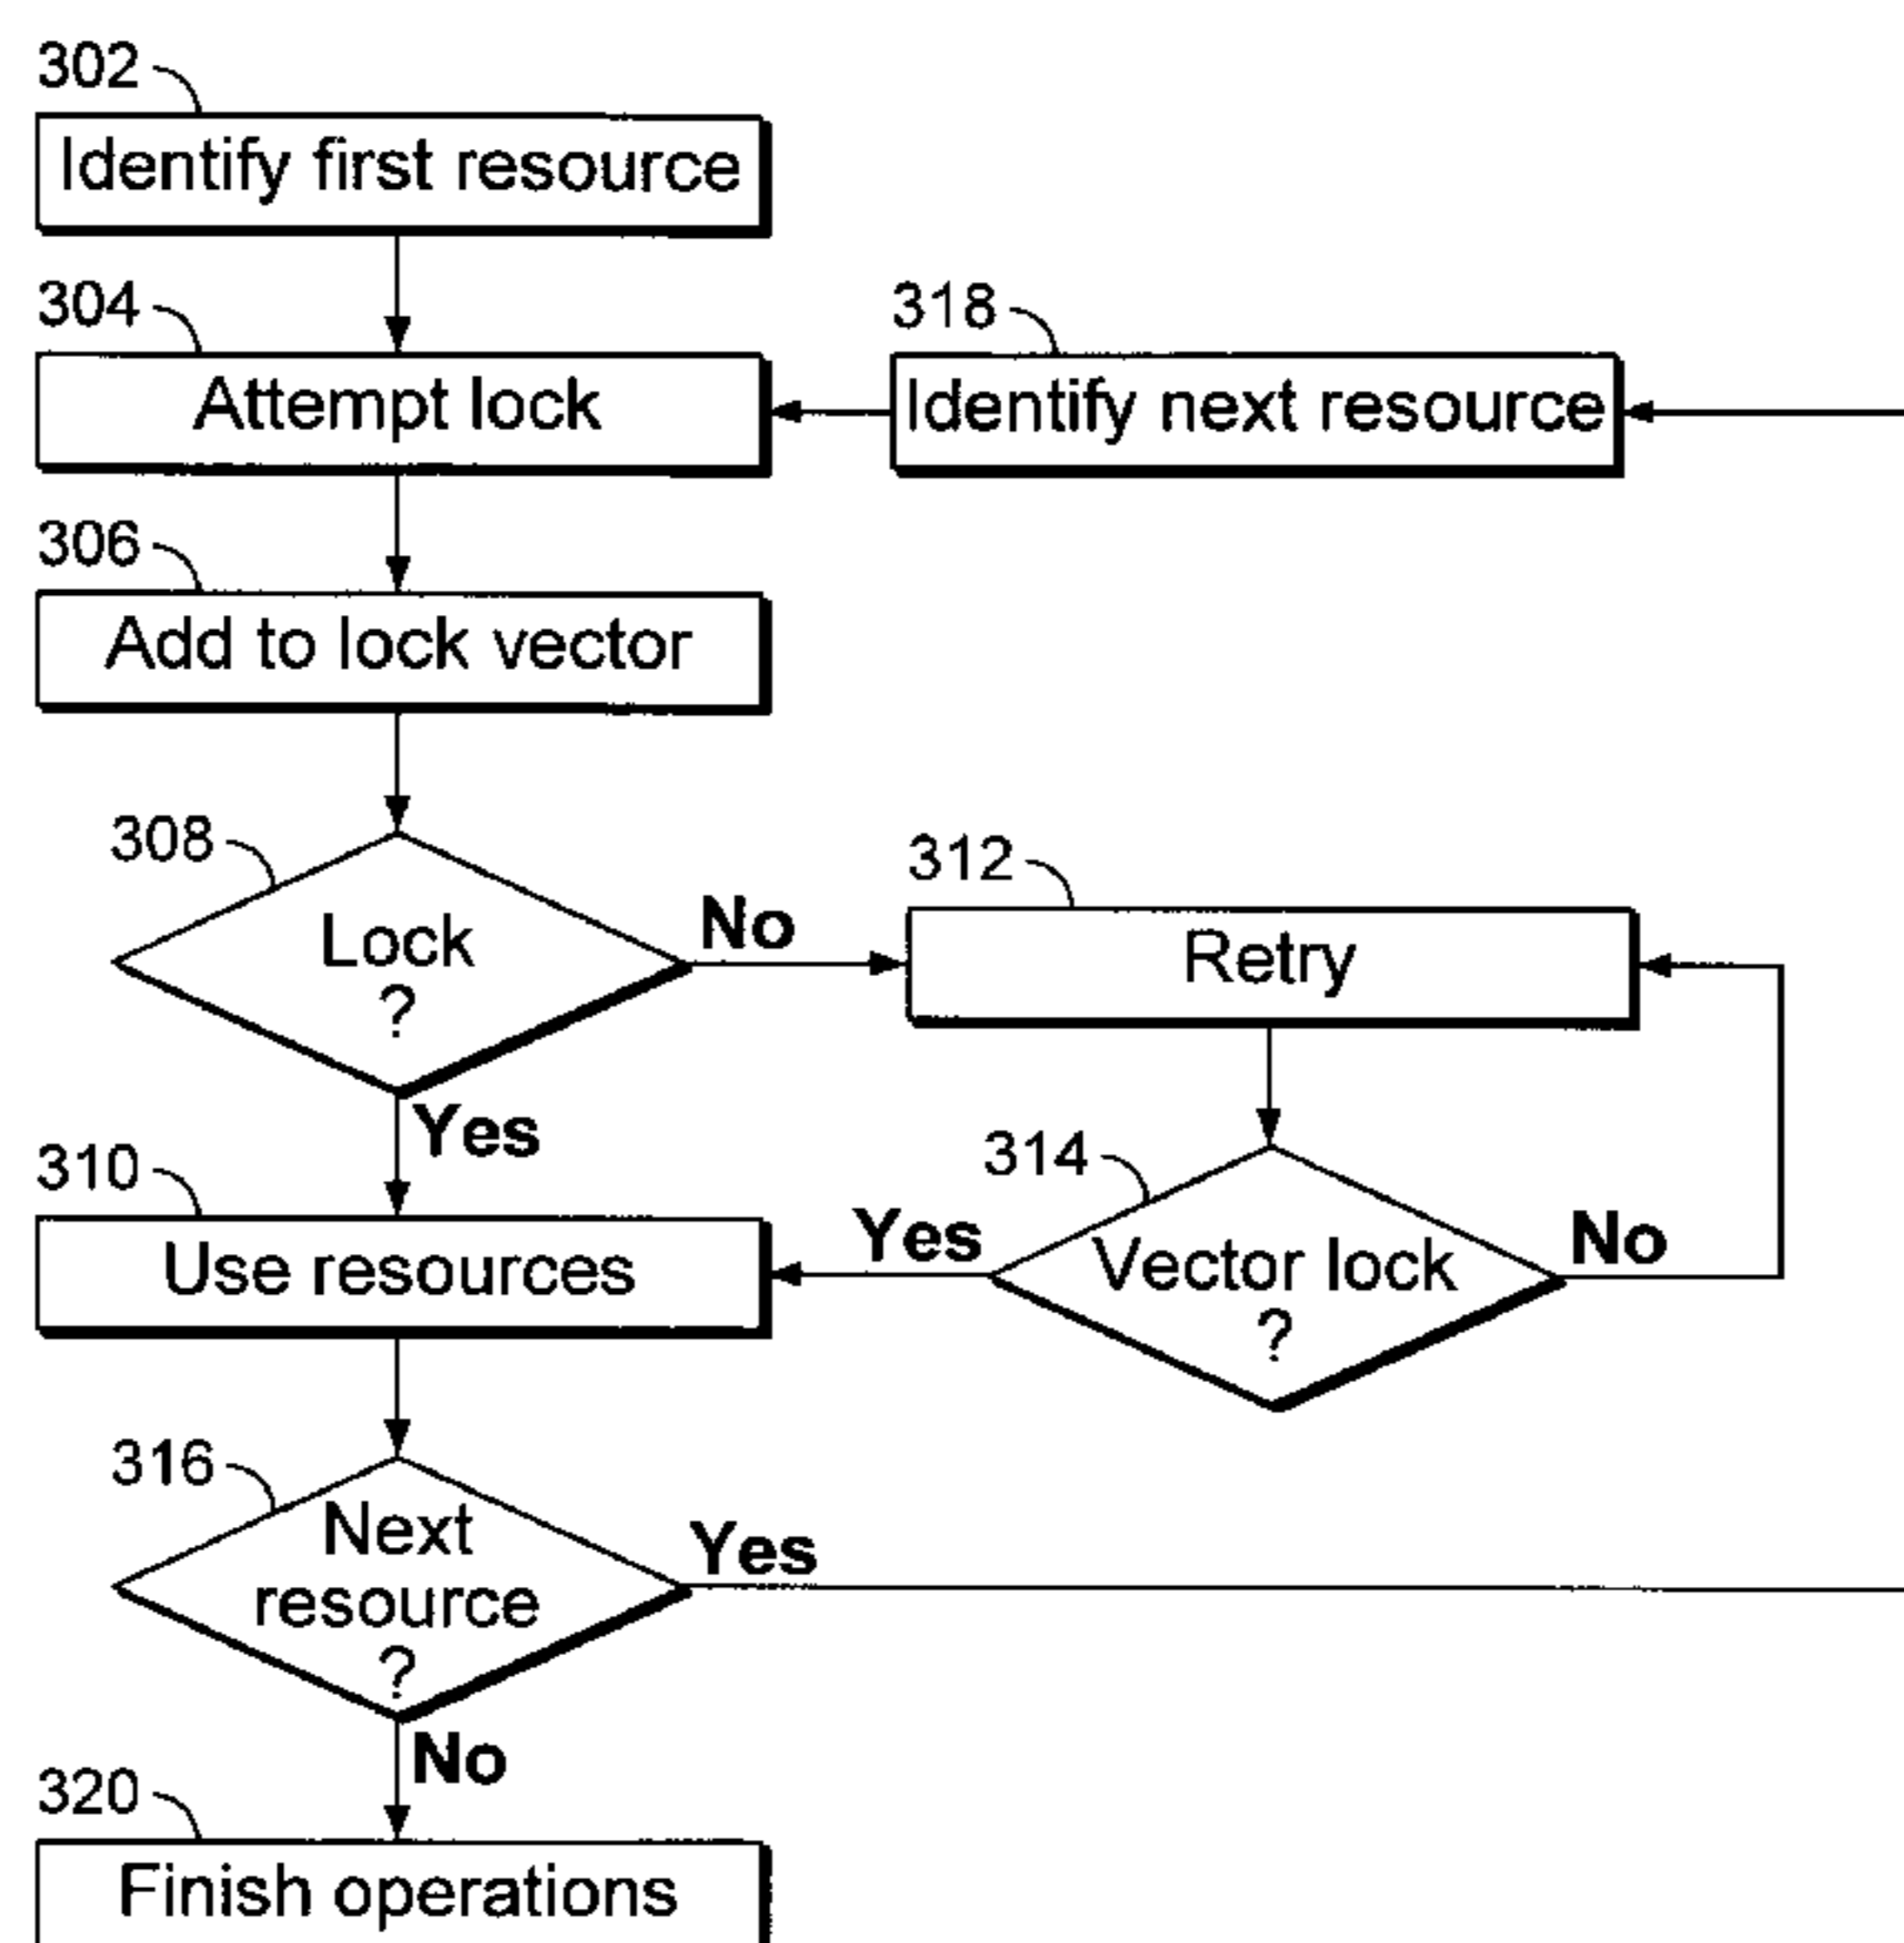 302
Identify first resource
304
Attempt lock
318
Identify next resource
306
Add to lock vector
308
Lock
?
No
Yes
312
Retry
314
Vector lock
?
Yes
No
310
Use resources
316
Next
resource
?
Yes
No
320
Finish operations